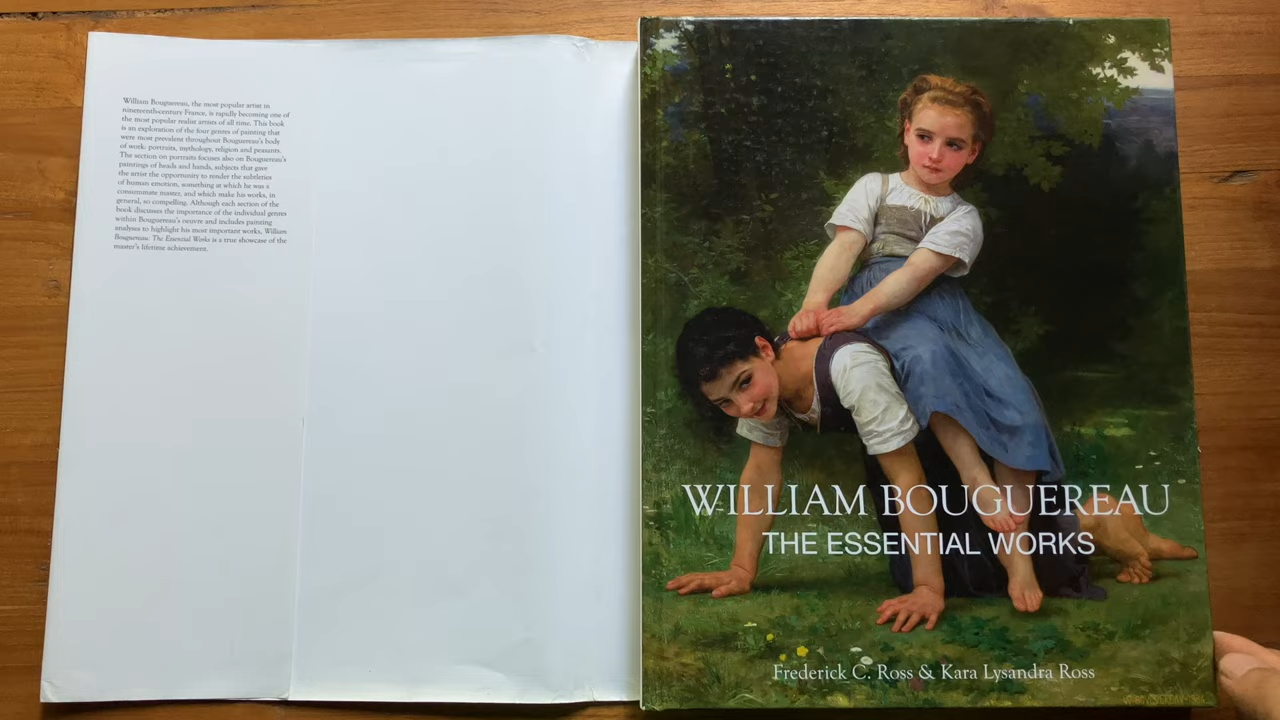 William Bouguereau, the most popular artist in
nineteenth-century France, is rapidly becoming one of
the most popular realist artists of all time. This book
is an exploration of the four genres of painting that
were most prevalent throughout Bouguereau's body
of work: portraits, mythology, religion and peasants.
The section on portraits focuses also on Bouguereau's
paintings of heads and hands, subjects that gave
the artist the opportunity to render the subtleties
of human emotion, something at which he was a
consummate master, and which make his works, in
general, so compelling. Although each section of the
book discusses the importance of the individual genres
within Bouguereau's oeuvre and includes painting
analyses to highlight his most important works, William
Bouguereau: The Essential Works is a true showcase of the
master's lifetime achievement.
WILLIAM BOUGUEREAU
THE ESSENTIAL WORKS
Frederick C. Ross & Kara Lysandra Ross